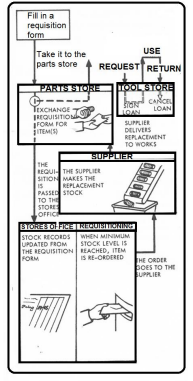 Fill in a
requisition
form
Take it to the
parts store
USE
REQUEST
RETURN
PARTS STORE
EXCHANGE
REQUISITION
FORM FOR
ITEM(S)
TOOL STORE
LOAN
CANCEL
LOAN
SUPPLIER
DELIVERS
REPLACEMENT
TO WORKS
THE
REQUI-
SITION
IS
PASSED
TO THE
STORES
OFFICE
SUPPLIER
THE SUPPLIER
MAKES THE
REPLACEMENT
STOCK
STORES OFFICE
STOCK RECORDS
UPDATED FROM
THE REQUISITION
FORM
REQUISITIONING
WHEN MINIMUM
STOCK LEVEL IS
REACHED, ITEM
IS RE-ORDERED
THE ORDER
GOES TO THE
SUPPLIER